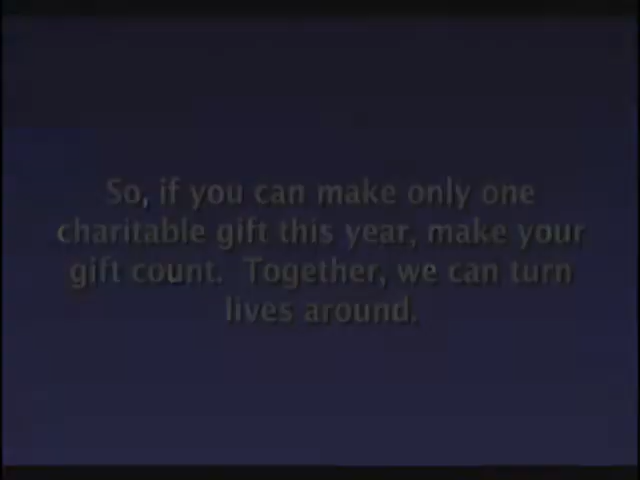 So, if you can make only one
charitable gift this year, make your
gift count.  Together, we can turn
lives around.